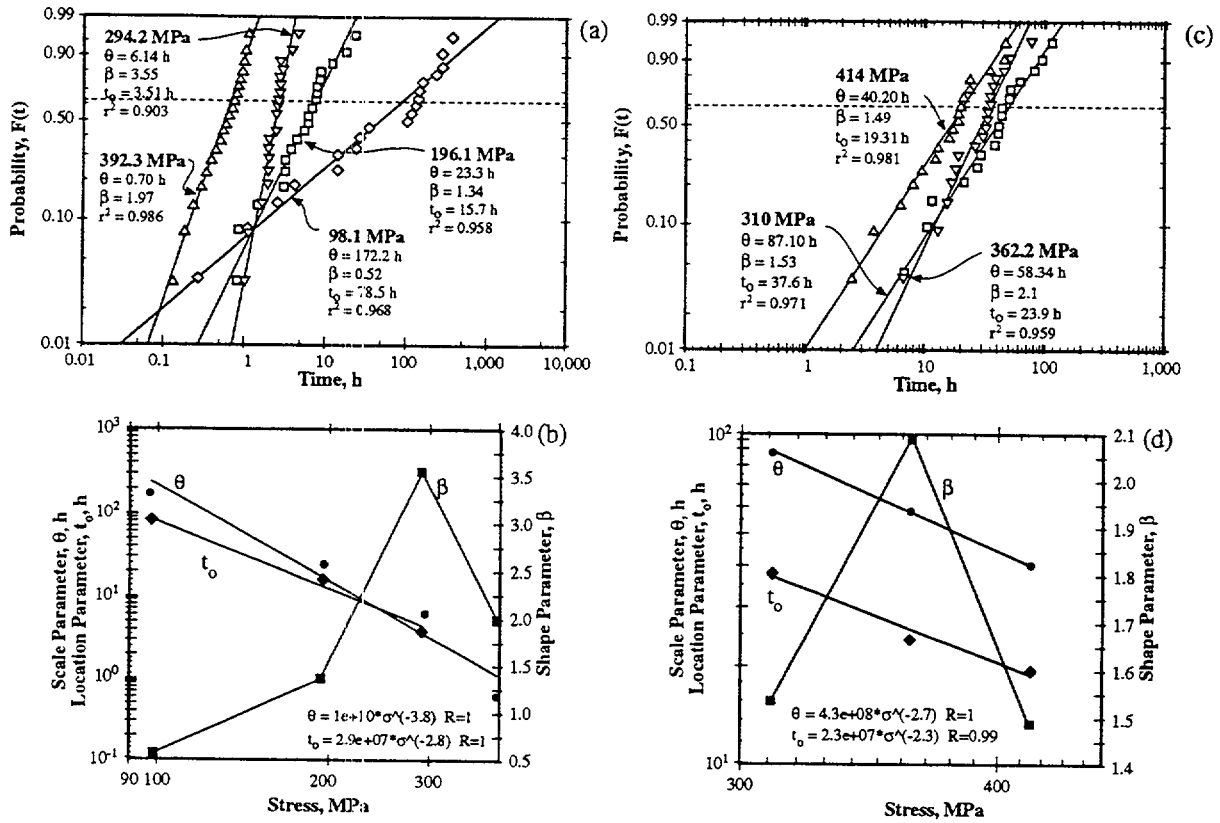 (a)
Probability, F(t)
0.99
0.90
0.50
0.10
0.01
294.2 MPa
θ = 6.14 h
β = 3.55
t₀ = 3.51 h
r² = 0.903
392.3 MPa
θ = 0.70 h
β = 1.97
r² = 0.986
196.1 MPa
θ = 23.3 h
β = 1.34
t₀ = 15.7 h
r² = 0.958
98.1 MPa
θ = 172.2 h
β = 0.52
t₀ = 78.5 h
r² = 0.968
0.01 0.1 1 10 100 1000 10,000
Time, h
(c)
Probability, F(t)
0.99
0.90
0.50
0.10
0.01
414 MPa
θ = 40.20 h
β = 1.49
t₀ = 19.31 h
r² = 0.981
310 MPa
θ = 87.10 h
β = 1.53
t₀ = 37.6 h
r² = 0.971
362.2 MPa
θ = 58.34 h
β = 2.1
t₀ = 23.9 h
r² = 0.959
0.1 1 10 100 1,000
Time, h
(b)
Scale Parameter, θ, h
Location Parameter, t₀, h
10³
10²
10¹
10⁰
10⁻¹
θ
t₀
β
θ = 1e+10*σ^(-3.8) R=1
t₀ = 2.9e+07*σ^(-2.8) R=1
4.0
3.5
3.0
2.5
2.0
1.5
1.0
0.5
Shape Parameter, β
90 100 200 300
Stress, MPa
(d)
Scale Parameter, θ, h
Location Parameter, t₀, h
10²
10¹
θ
t₀
β
θ = 4.3e+08*σ^(-2.7) R=1
t₀ = 2.3e+07*σ^(-2.3) R=0.99
2.1
2.0
1.9
1.8
1.7
1.6
1.5
1.4
Shape Parameter, β
300 400
Stress, MPa